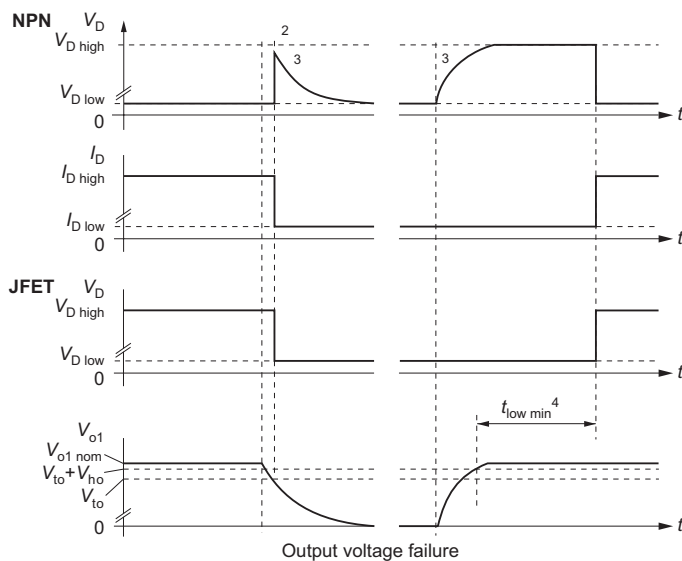 NPN
V_D
V_D high
V_D low
0
2
3
3
t
I_D
I_D high
I_D low
0
t
JFET
V_D
V_D high
V_D low
0
t
t_low min^4
V_o1
V_o1 nom
V_to + V_ho
V_to
0
t
Output voltage failure